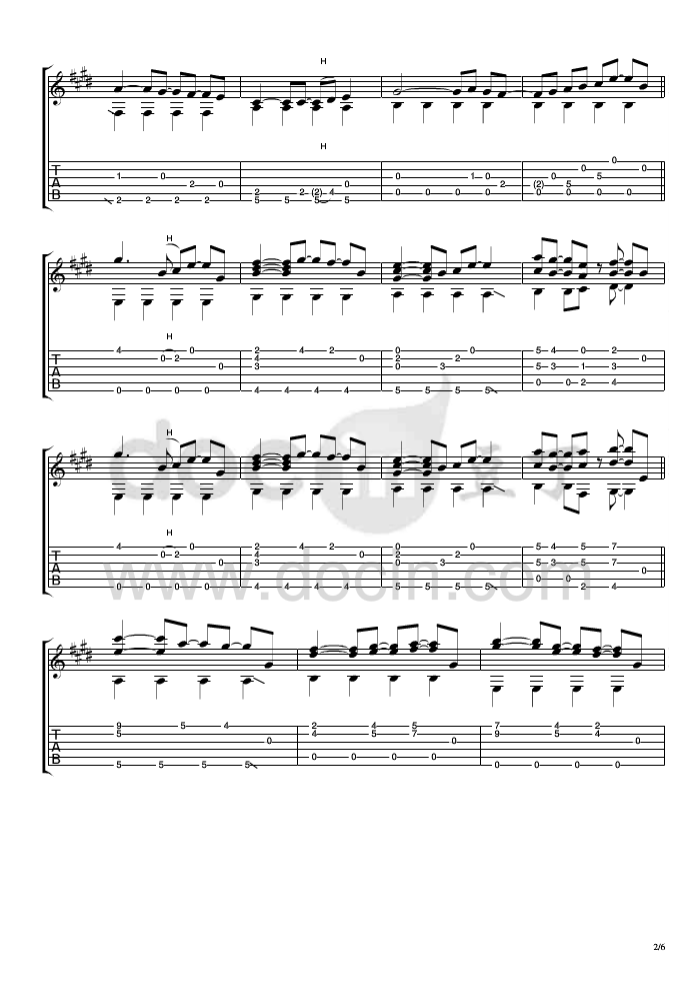 H
H
T 1 0 2 0 2 2 (2) 4 0 0 1 0 2 (2) 0 5 0 5 0 0
A
B 2 2 2 2 5 5 5 5 0 0 0 0 0 0 0 0
H
H
T 4 0 2 0 0 2 4 3 4 2 0 0 2 0 3 2 0 5 4 0 2 0
A 5 3 1 3
B 0 0 0 0 4 4 4 4 5 5 5 5 0 0 2 4
H
docin 豆丁
H
T 4 0 2 0 0 2 4 3 4 2 0 0 2 0 3 2 0 5 4 5 7
A 5 3 5 7 0
B 0 0 0 0 4 4 4 4 5 5 5 5 0 0 2 4
www.docin.com
T 9 5 5 4 0 2 4 4 5 5 7 0 7 9 4 5 2 4 0
A
B 5 5 5 5 0 0 0 0 0 0 0 0
2/6